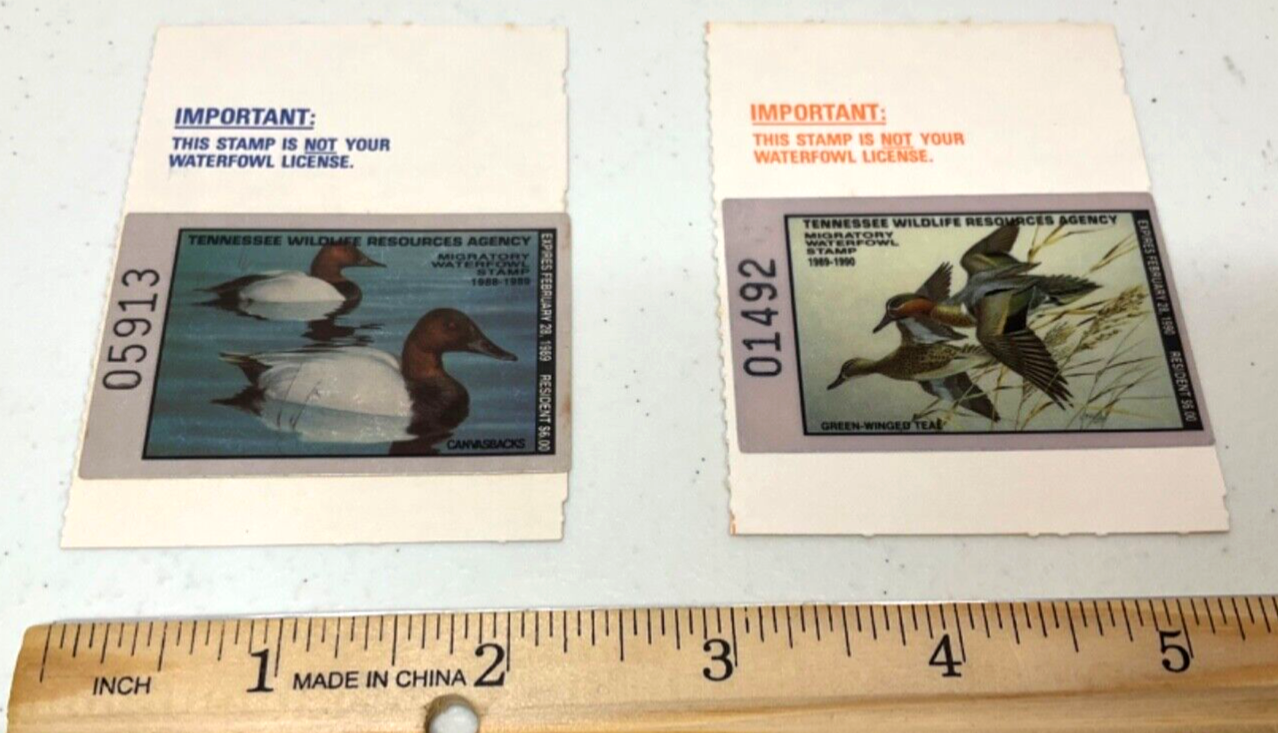 IMPORTANT:
THIS STAMP IS NOT YOUR
WATERFOWL LICENSE.
05913
TENNESSEE WILDLIFE RESOURCES AGENCY
MIGRATORY
WATERFOWL
STAMP
1988-1989
EXPIRES FEBRUARY 28, 1989 RESIDENT $6.00
CANVASBACKS
IMPORTANT:
THIS STAMP IS NOT YOUR
WATERFOWL LICENSE.
01492
TENNESSEE WILDLIFE RESOURCES AGENCY
MIGRATORY
WATERFOWL
STAMP
1989-1990
EXPIRES FEBRUARY 28, 1990 RESIDENT $6.00
GREEN-WINGED TEAL
1 2 3 4 5
INCH MADE IN CHINA